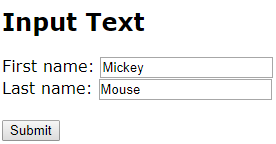 Input Text
First name: Mickey
Last name: Mouse
Submit